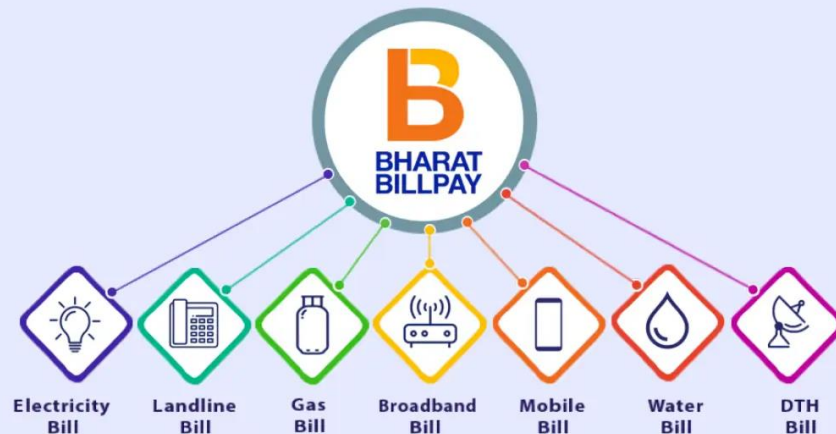 BHARAT
BILLPAY
Electricity
Bill
Landline
Bill
Gas
Bill
Broadband
Bill
Mobile
Bill
Water
Bill
DTH
Bill